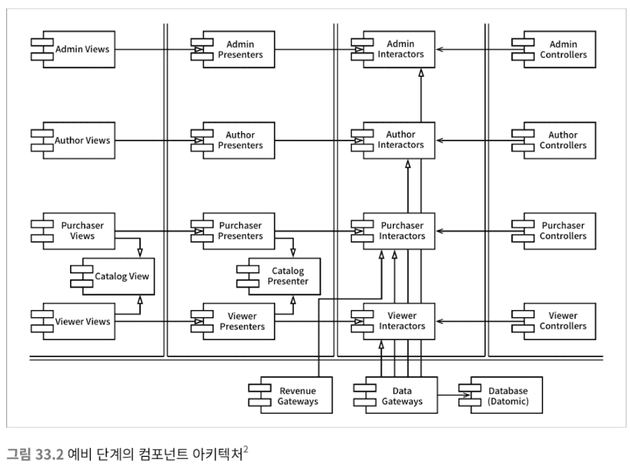 Admin Views
Admin
Presenters
Admin
Interactors
Admin
Controllers
Author Views
Author
Presenters
Author
Interactors
Author
Controllers
Purchaser
Views
Purchaser
Presenters
Purchaser
Interactors
Purchaser
Controllers
Catalog View
Catalog
Presenter
Viewer Views
Viewer
Presenters
Viewer
Interactors
Viewer
Controllers
Revenue
Gateways
Data
Gateways
Database
(Datomic)
그림 33.2 예비 단계의 컴포넌트 아키텍처2